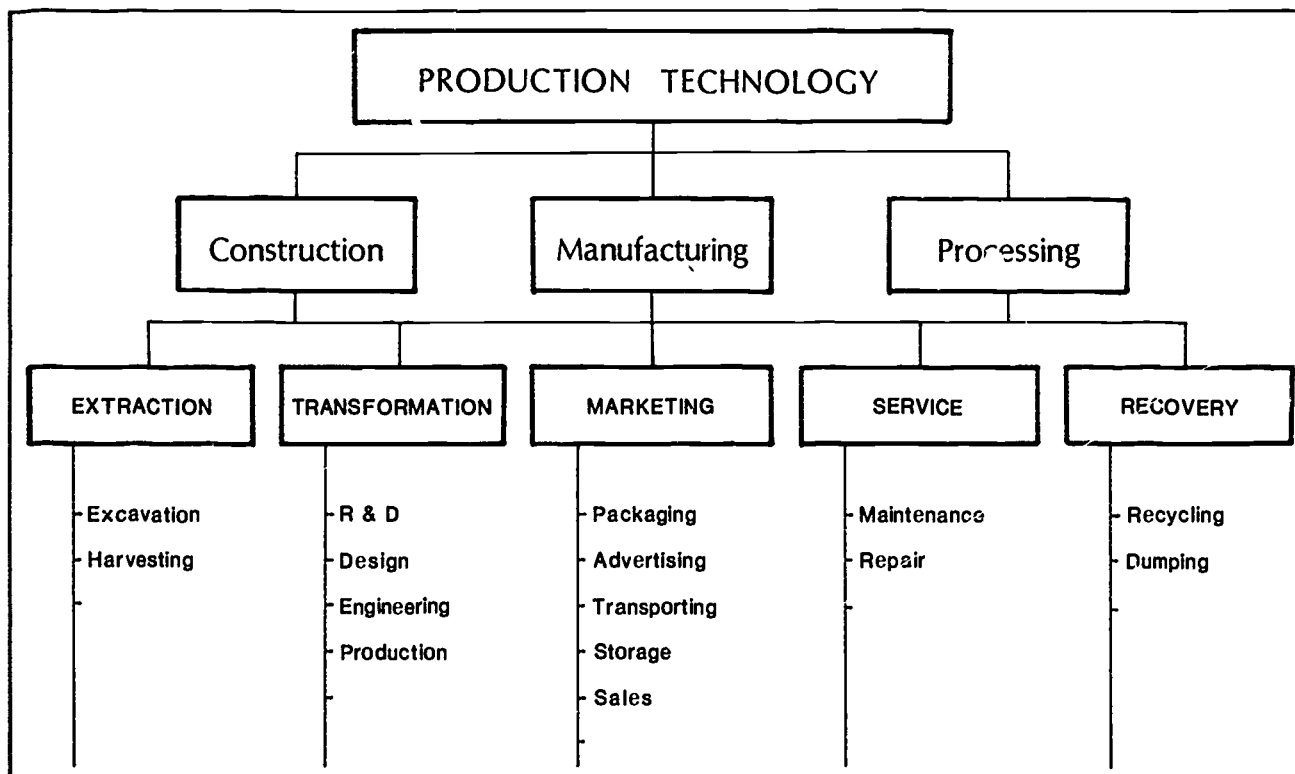 PRODUCTION TECHNOLOGY
Construction
Manufacturing
Processing
EXTRACTION
TRANSFORMATION
MARKETING
SERVICE
RECOVERY
Excavation
Harvesting
R & D
Design
Engineering
Production
Packaging
Advertising
Transporting
Storage
Sales
Maintenance
Repair
Recycling
Dumping